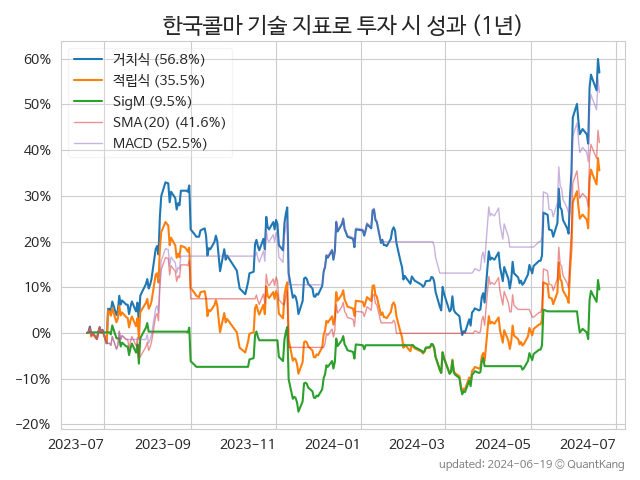 한국콜마 기술 지표로 투자 시 성과 (1년)
60%
50%
40%
30%
20%
10%
0%
−10%
−20%
거치식 (56.8%)
적립식 (35.5%)
SigM (9.5%)
SMA(20) (41.6%)
MACD (52.5%)
2023-07 2023-09 2023-11 2024-01 2024-03 2024-05 2024-07
updated: 2024-06-19 ⓒ QuantKang